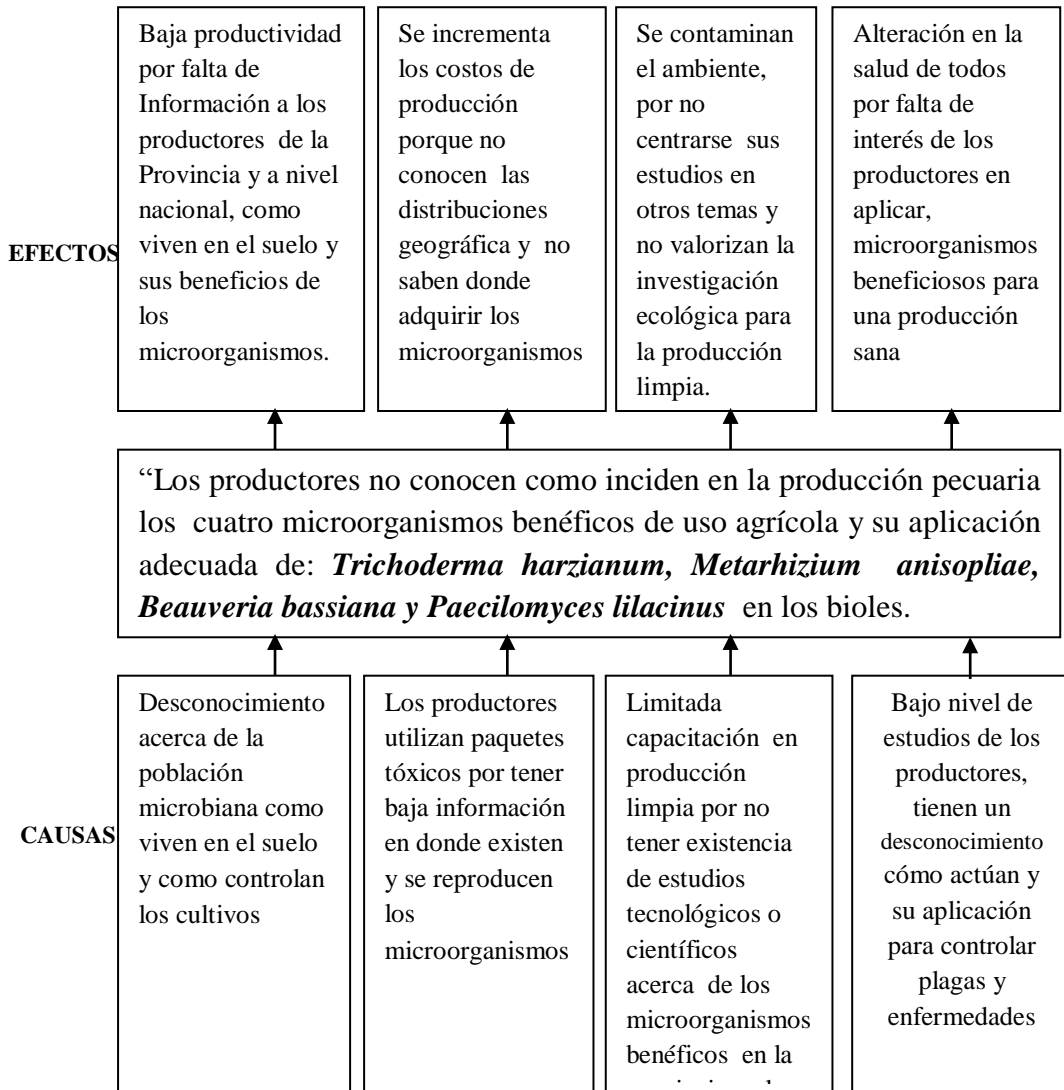 Baja productividad
por falta de
Información a los
productores de la
Provincia y a nivel
nacional, como
viven en el suelo y
sus beneficios de
los
microorganismos.
Se incrementa
los costos de
producción
porque no
conocen las
distribuciones
geográfica y no
saben donde
adquirir los
microorganismos
Se contaminan
el ambiente,
por no
centrarse sus
estudios en
otros temas y
no valorizan la
investigación
ecológica para
la producción
limpia.
Alteración en la
salud de todos
por falta de
interés de los
productores en
aplicar,
microorganismos
beneficiosos para
una producción
sana
EFECTOS
“Los productores no conocen como inciden en la producción pecuaria
los cuatro microorganismos benéficos de uso agrícola y su aplicación
adecuada de: Trichoderma harzianum, Metarhizium anisopliae,
Beauveria bassiana y Paecilomyces lilacinus en los bioles.
CAUSAS
Desconocimiento
acerca de la
población
microbiana como
viven en el suelo
y como controlan
los cultivos
Los productores
utilizan paquetes
tóxicos por tener
baja información
en donde existen
y se reproducen
los
microorganismos
Limitada
capacitación en
producción
limpia por no
tener existencia
de estudios
tecnológicos o
científicos
acerca de los
microorganismos
benéficos en la
Bajo nivel de
estudios de los
productores,
tienen un
desconocimiento
cómo actúan y
su aplicación
para controlar
plagas y
enfermedades